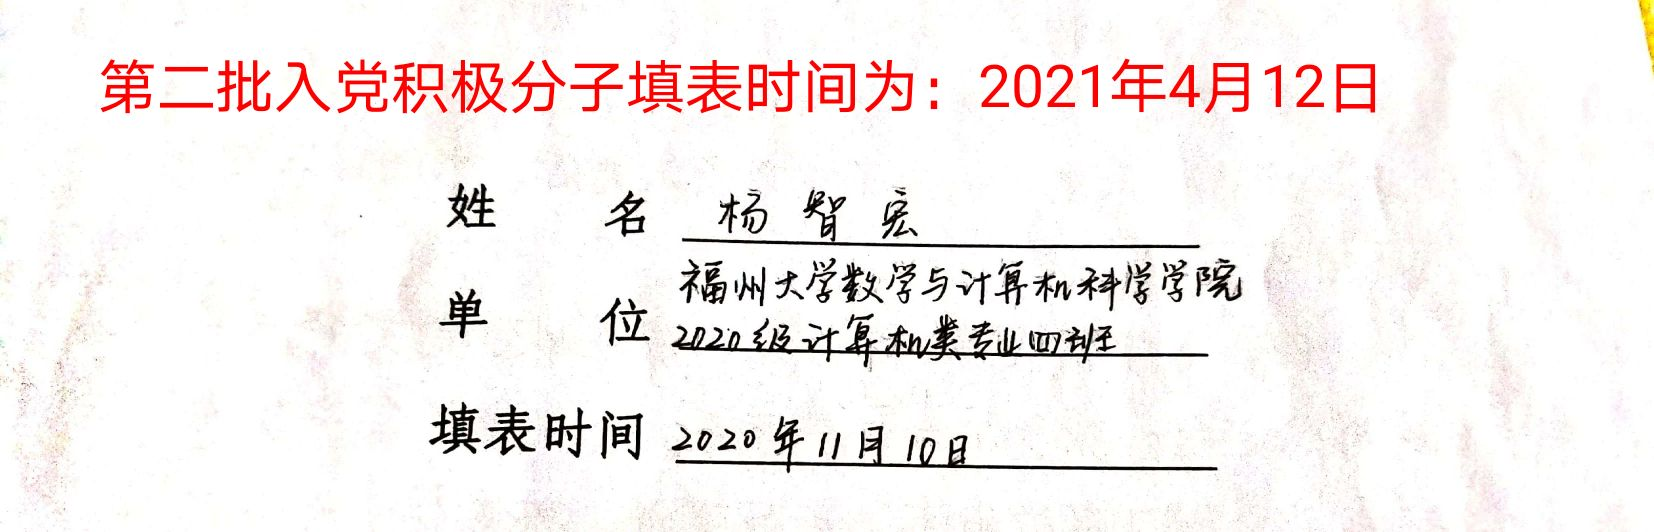 第二批入党积极分子填表时间为：2021年4月12日
姓 名 杨智宏
单 位 福州大学数学与计算机科学学院
2020级计算机类专业四班
填表时间 2020年11月10日